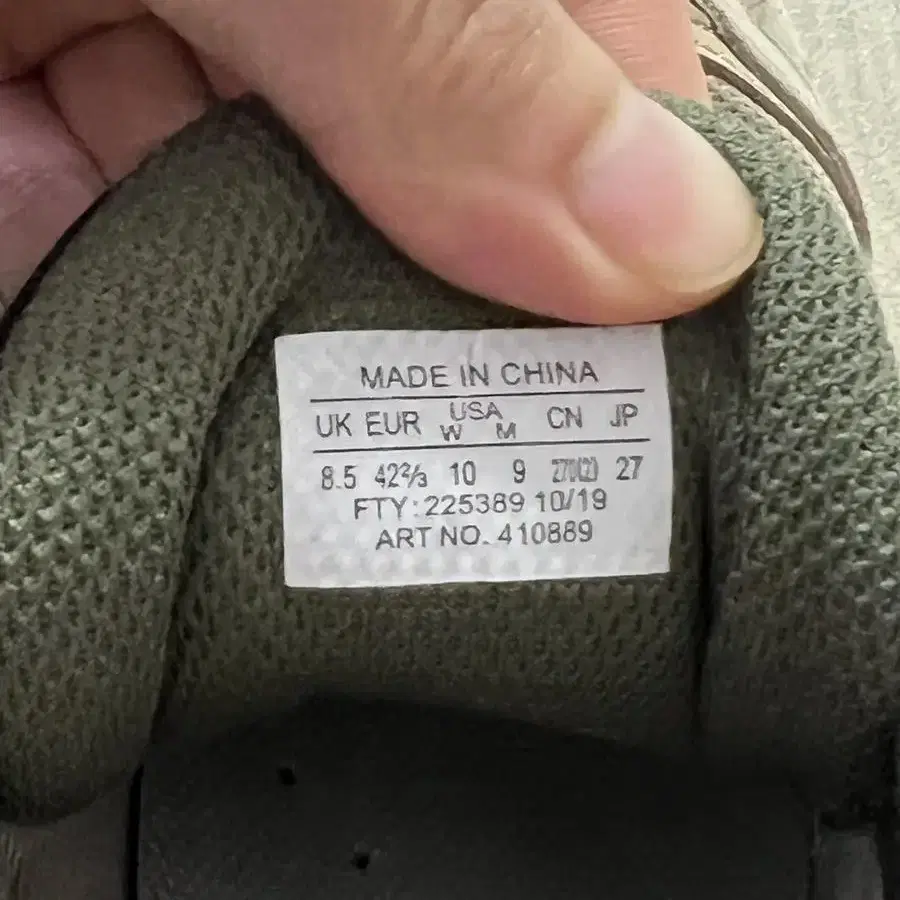 MADE IN CHINA
UK EUR USA W M CN JP
8.5 42⅔ 10 9 270(2) 27
FTY:225389 10/19
ART NO. 410889